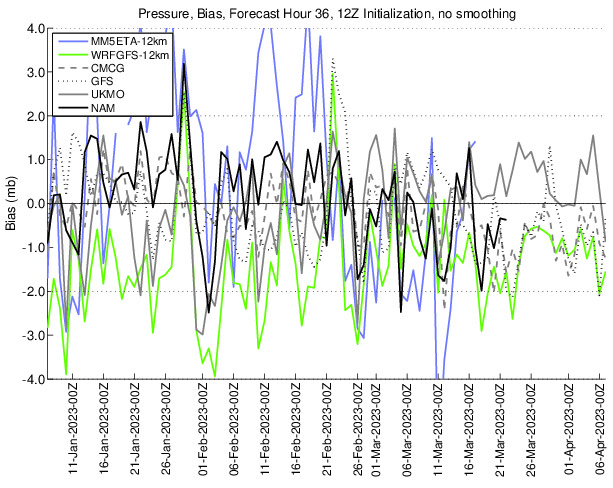 Pressure, Bias, Forecast Hour 36, 12Z Initialization, no smoothing
4.0
3.0
2.0
1.0
0.0
-1.0
-2.0
-3.0
-4.0
Bias (mb)
MM5ETA-12km
WRFGFS-12km
CMCG
GFS
UKMO
NAM
11-Jan-2023-00Z
16-Jan-2023-00Z
21-Jan-2023-00Z
26-Jan-2023-00Z
01-Feb-2023-00Z
06-Feb-2023-00Z
11-Feb-2023-00Z
16-Feb-2023-00Z
21-Feb-2023-00Z
26-Feb-2023-00Z
01-Mar-2023-00Z
06-Mar-2023-00Z
11-Mar-2023-00Z
16-Mar-2023-00Z
21-Mar-2023-00Z
26-Mar-2023-00Z
01-Apr-2023-00Z
06-Apr-2023-00Z